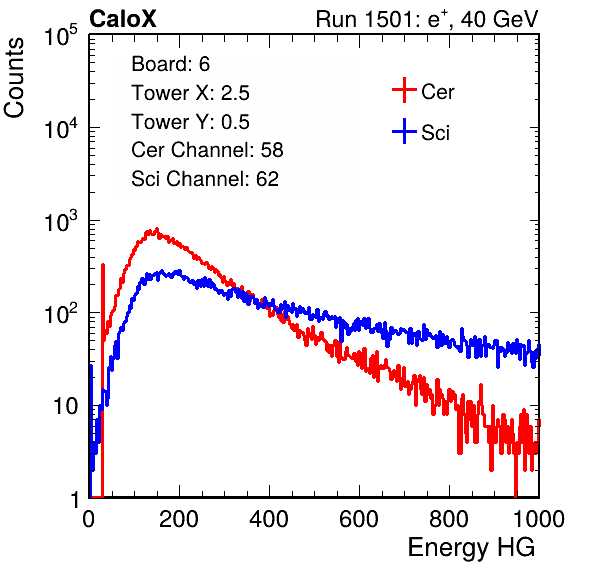 CaloX Run 1501: e⁺, 40 GeV
Counts
10⁵
10⁴
10³
10²
10
1
Board: 6
Tower X: 2.5
Tower Y: 0.5
Cer Channel: 58
Sci Channel: 62
Cer
Sci
0 200 400 600 800 1000
Energy HG